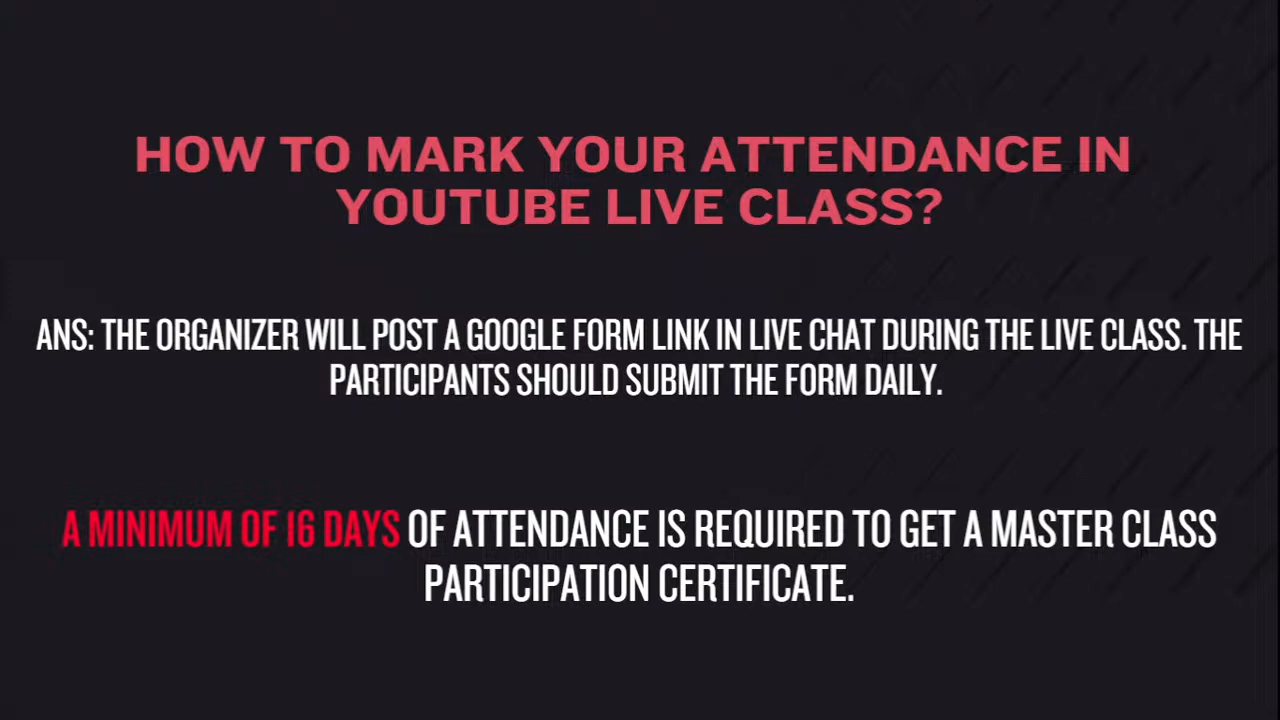 HOW TO MARK YOUR ATTENDANCE IN
YOUTUBE LIVE CLASS?
ANS: THE ORGANIZER WILL POST A GOOGLE FORM LINK IN LIVE CHAT DURING THE LIVE CLASS. THE
PARTICIPANTS SHOULD SUBMIT THE FORM DAILY.
A MINIMUM OF 16 DAYS OF ATTENDANCE IS REQUIRED TO GET A MASTER CLASS
PARTICIPATION CERTIFICATE.